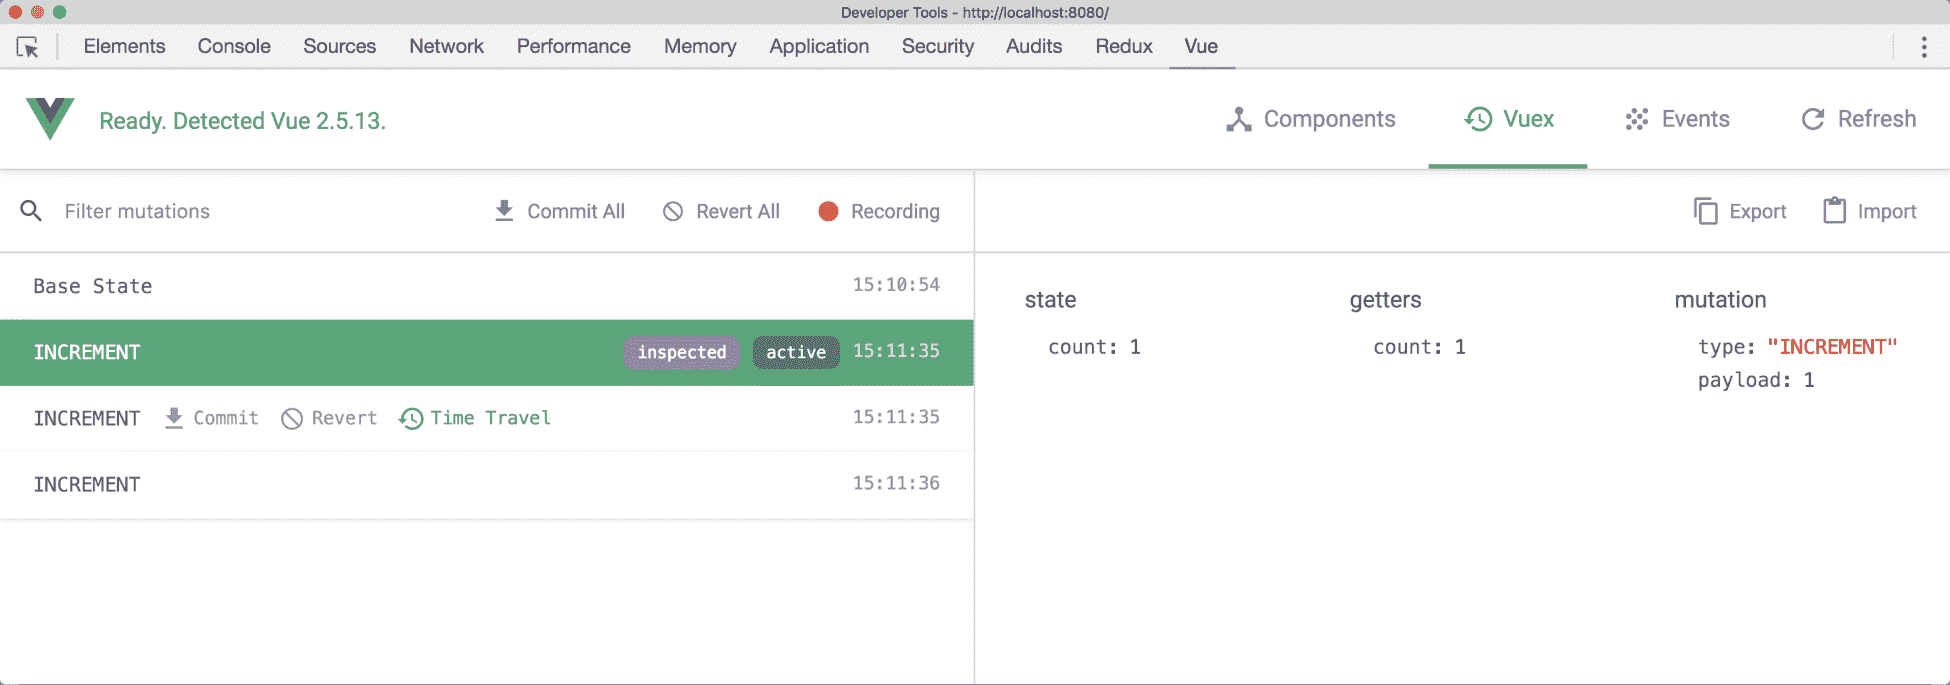 Developer Tools - http://localhost:8080/
Elements Console Sources Network Performance Memory Application Security Audits Redux Vue
Ready. Detected Vue 2.5.13.
Components Vuex Events Refresh
Filter mutations Commit All Revert All Recording
Export Import
Base State 15:10:54
INCREMENT inspected active 15:11:35
INCREMENT Commit Revert Time Travel 15:11:35
INCREMENT 15:11:36
state getters mutation
count: 1 count: 1 type: "INCREMENT"
payload: 1